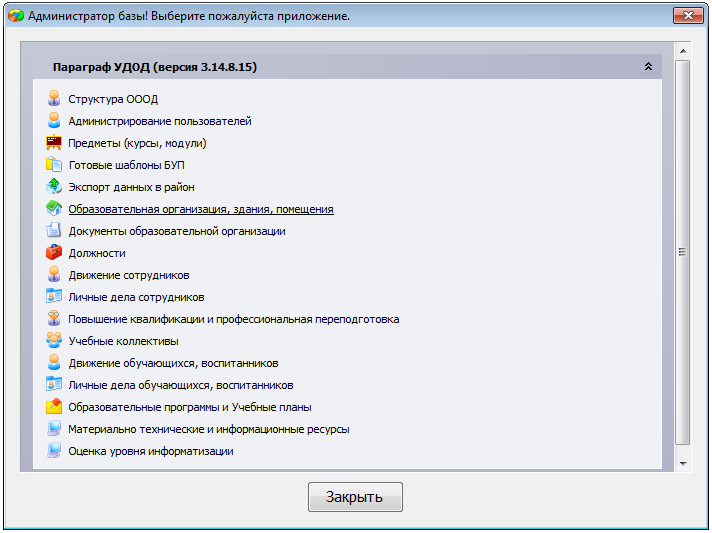 Администратор базы! Выберите пожалуйста приложение.
Параграф УДОД (версия 3.14.8.15)
Структура ОООД
Администрирование пользователей
Предметы (курсы, модули)
Готовые шаблоны БУП
Экспорт данных в район
Образовательная организация, здания, помещения
Документы образовательной организации
Должности
Движение сотрудников
Личные дела сотрудников
Повышение квалификации и профессиональная переподготовка
Учебные коллективы
Движение обучающихся, воспитанников
Личные дела обучающихся, воспитанников
Образовательные программы и Учебные планы
Материально технические и информационные ресурсы
Оценка уровня информатизации
Закрыть